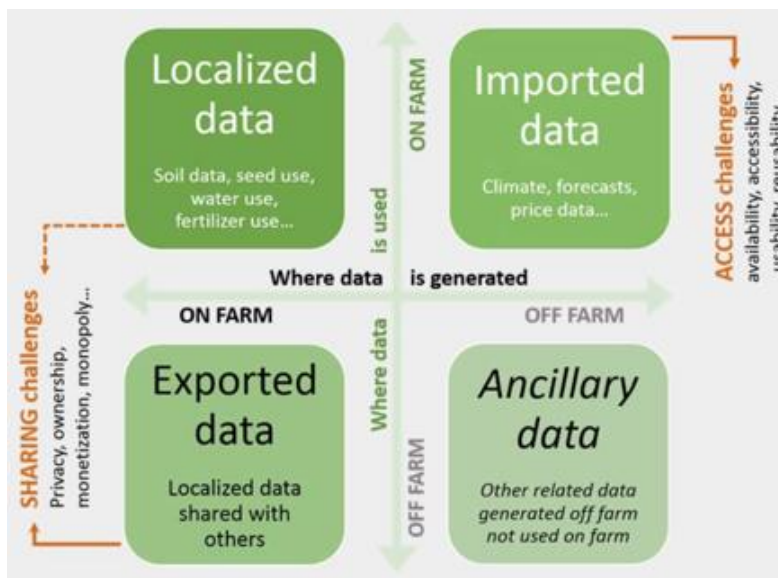 Localized
data
Soil data, seed use,
water use,
fertilizer use...
Imported
data
Climate, forecasts,
price data...
ON FARM
is used
Where data is generated
ON FARM
OFF FARM
Where data
OFF FARM
Exported
data
Localized data
shared with
others
Ancillary
data
Other related data
generated off farm
not used on farm
SHARING challenges
Privacy, ownership,
monetization, monopoly...
ACCESS challenges
availability, accessibility,
usability, reusability